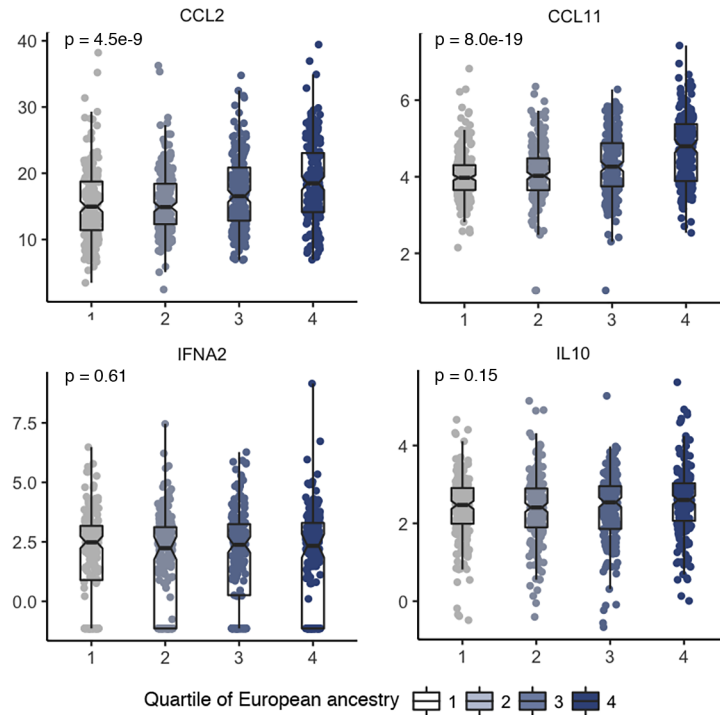 CCL2
p = 4.5e-9
40
30
20
10
1 2 3 4
CCL11
p = 8.0e-19
6
4
2
1 2 3 4
IFNA2
p = 0.61
7.5
5.0
2.5
0.0
1 2 3 4
IL10
p = 0.15
4
2
0
1 2 3 4
Quartile of European ancestry 1 2 3 4